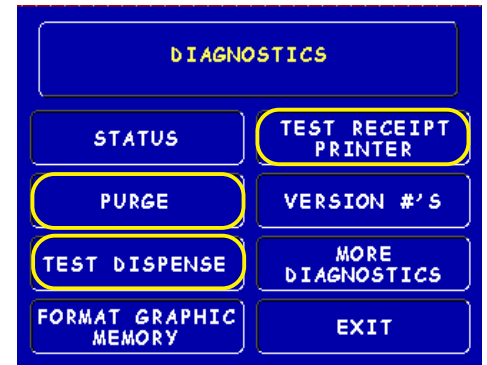 DIAGNOSTICS
STATUS
TEST RECEIPT
PRINTER
PURGE
VERSION #'S
TEST DISPENSE
MORE
DIAGNOSTICS
FORMAT GRAPHIC
MEMORY
EXIT